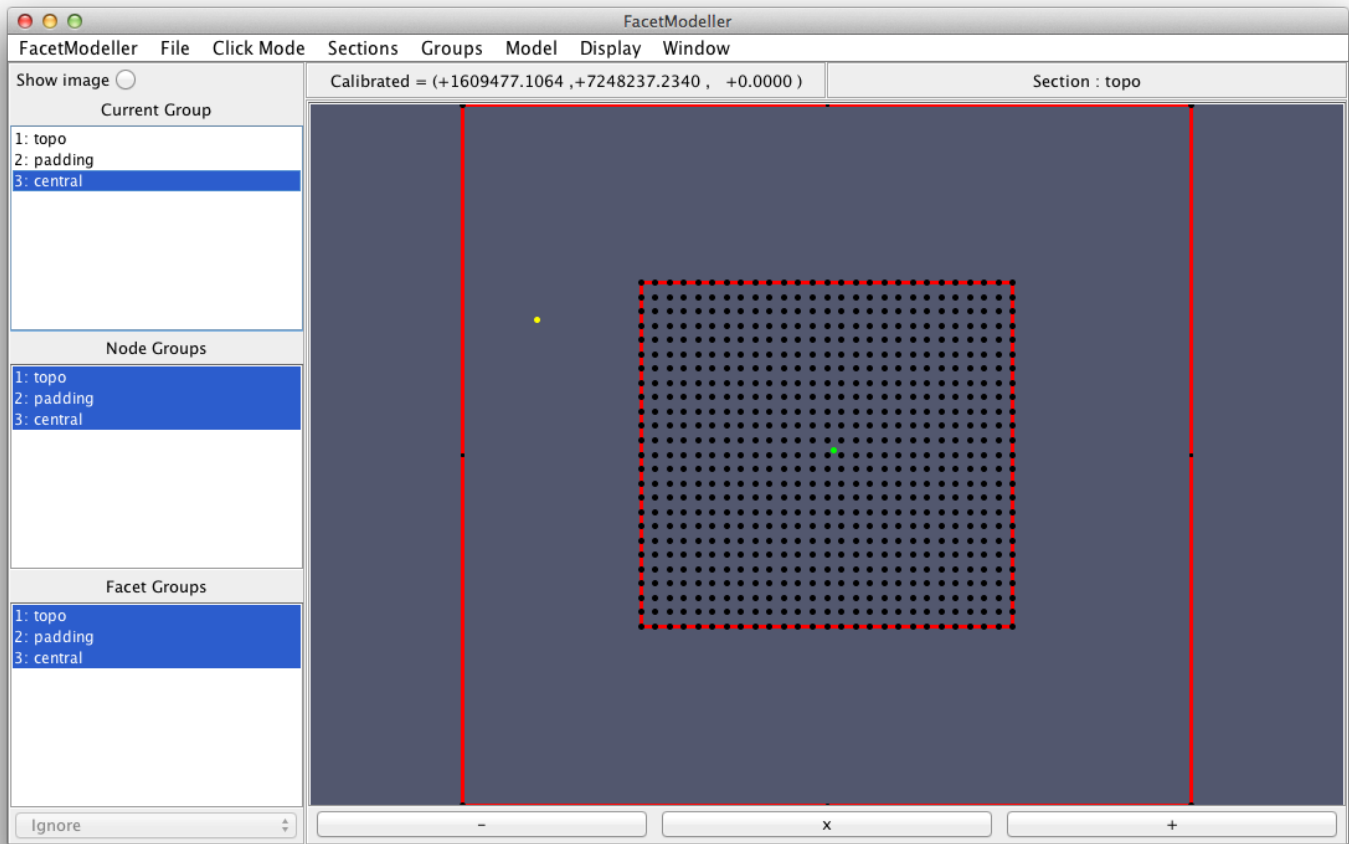 FacetModeller
FacetModeller File Click Mode Sections Groups Model Display Window
Show image
Calibrated = (+1609477.1064 ,+7248237.2340 , +0.0000 )
Section : topo
Current Group
1: topo
2: padding
3: central
Node Groups
1: topo
2: padding
3: central
Facet Groups
1: topo
2: padding
3: central
Ignore
- x +